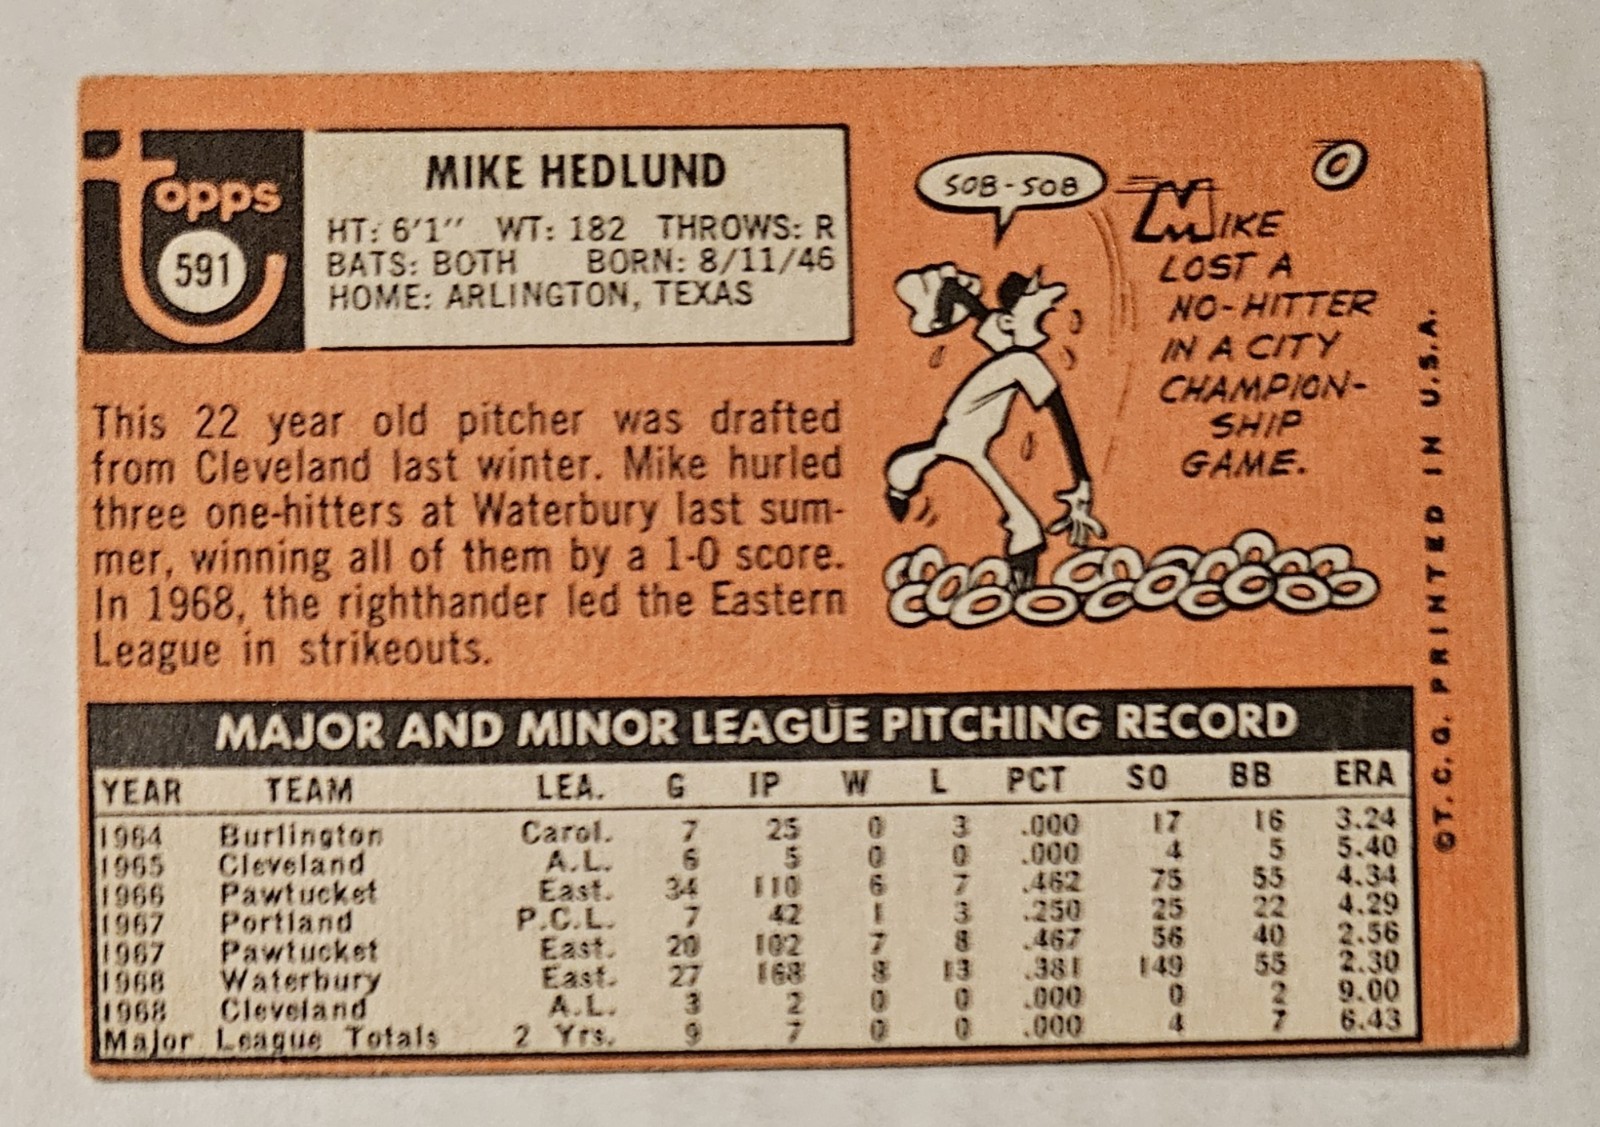 topps
591
MIKE HEDLUND
HT: 6'1" WT: 182 THROWS: R
BATS: BOTH BORN: 8/11/46
HOME: ARLINGTON, TEXAS
This 22 year old pitcher was drafted
from Cleveland last winter. Mike hurled
three one-hitters at Waterbury last sum-
mer, winning all of them by a 1-0 score.
In 1968, the righthander led the Eastern
League in strikeouts.
SOB-SOB
MIKE
LOST A
NO-HITTER
IN A CITY
CHAMPION-
SHIP
GAME.
©T.C.G. PRINTED IN U.S.A.
MAJOR AND MINOR LEAGUE PITCHING RECORD
YEAR TEAM LEA. G IP W L PCT SO BB ERA
1964 Burlington Carol. 7 25 0 3 .000 17 16 3.24
1965 Cleveland A.L. 6 5 0 0 .000 4 5 5.40
1966 Pawtucket East. 34 110 6 7 .462 75 55 4.34
1967 Portland P.C.L. 7 42 1 3 .250 25 22 4.29
1967 Pawtucket East. 20 102 7 8 .467 56 40 2.56
1968 Waterbury East. 27 168 8 13 .381 149 55 2.30
1968 Cleveland A.L. 3 2 0 0 .000 0 2 9.00
Major League Totals 2 Yrs. 9 7 0 0 .000 4 7 6.43